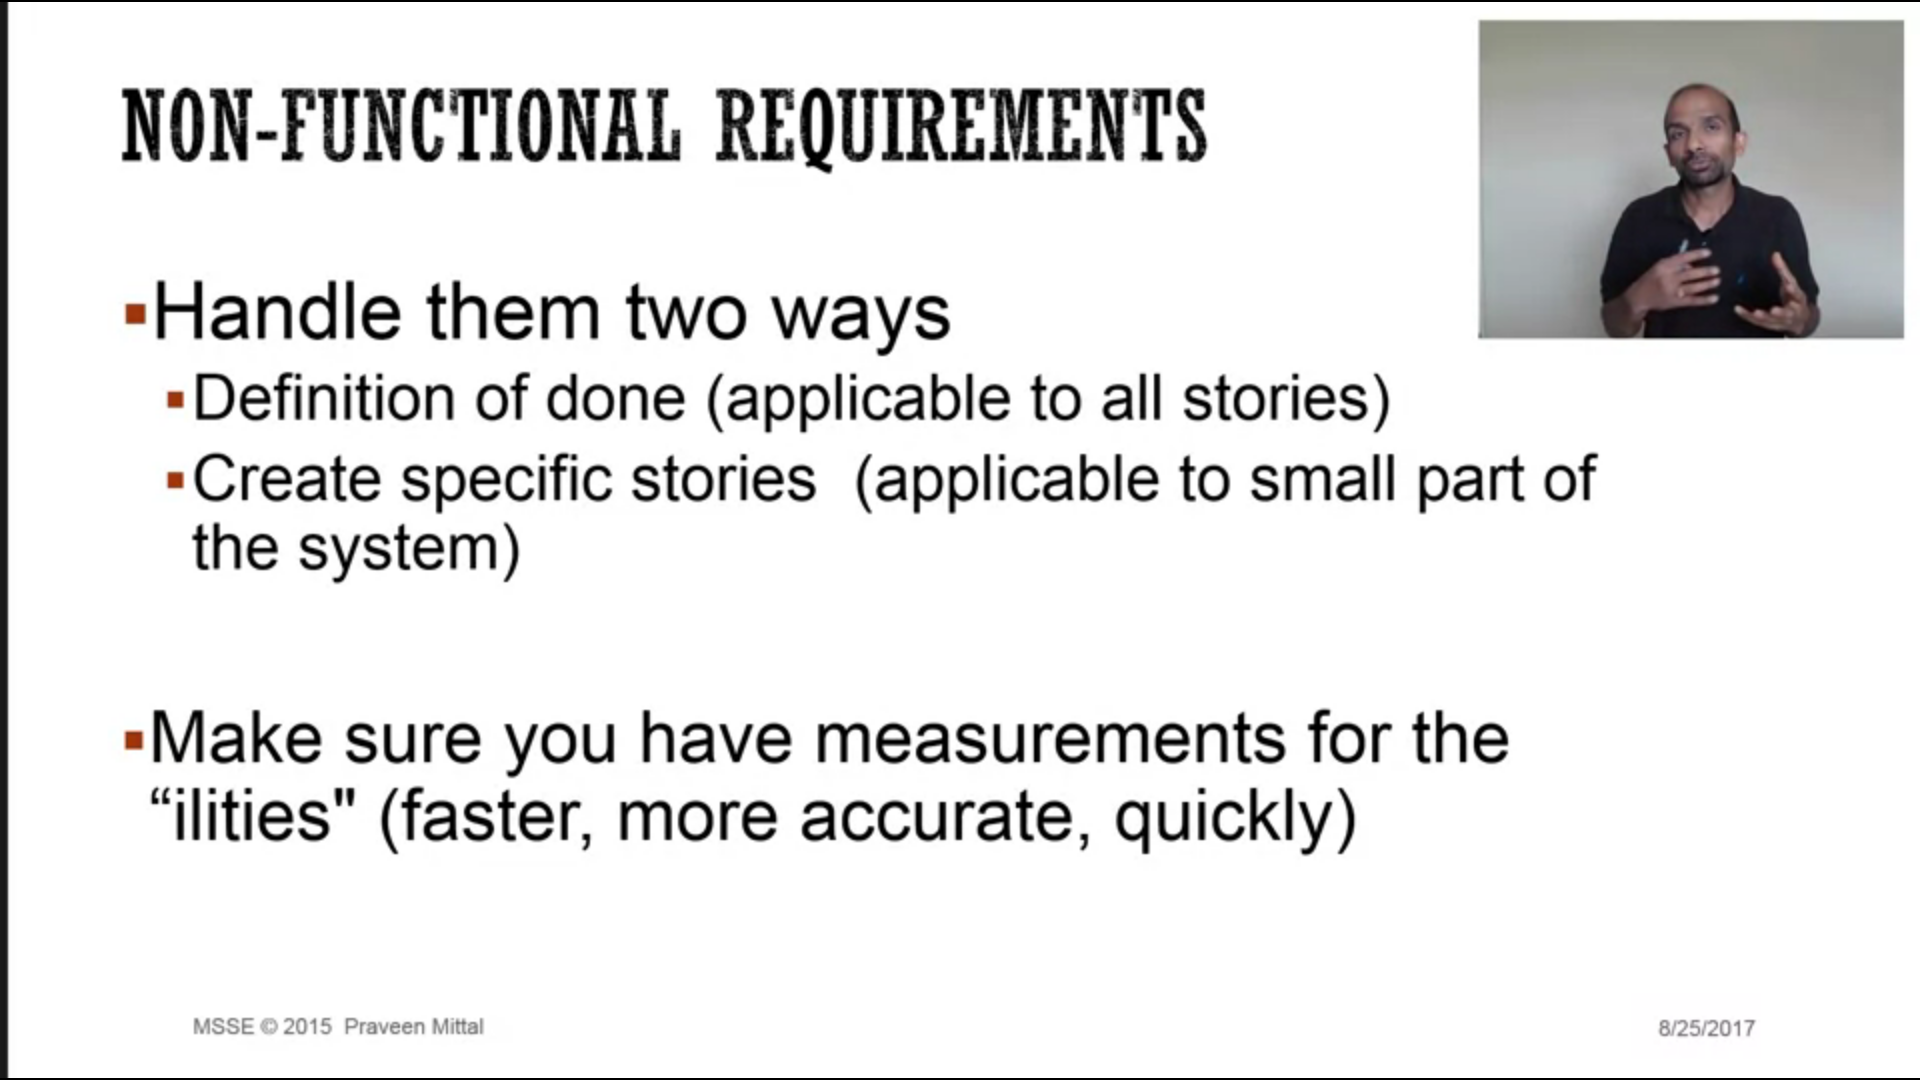 NON-FUNCTIONAL REQUIREMENTS
▪Handle them two ways
▪Definition of done (applicable to all stories)
▪Create specific stories  (applicable to small part of
the system)
▪Make sure you have measurements for the
“ilities" (faster, more accurate, quickly)
MSSE © 2015  Praveen Mittal
8/25/2017